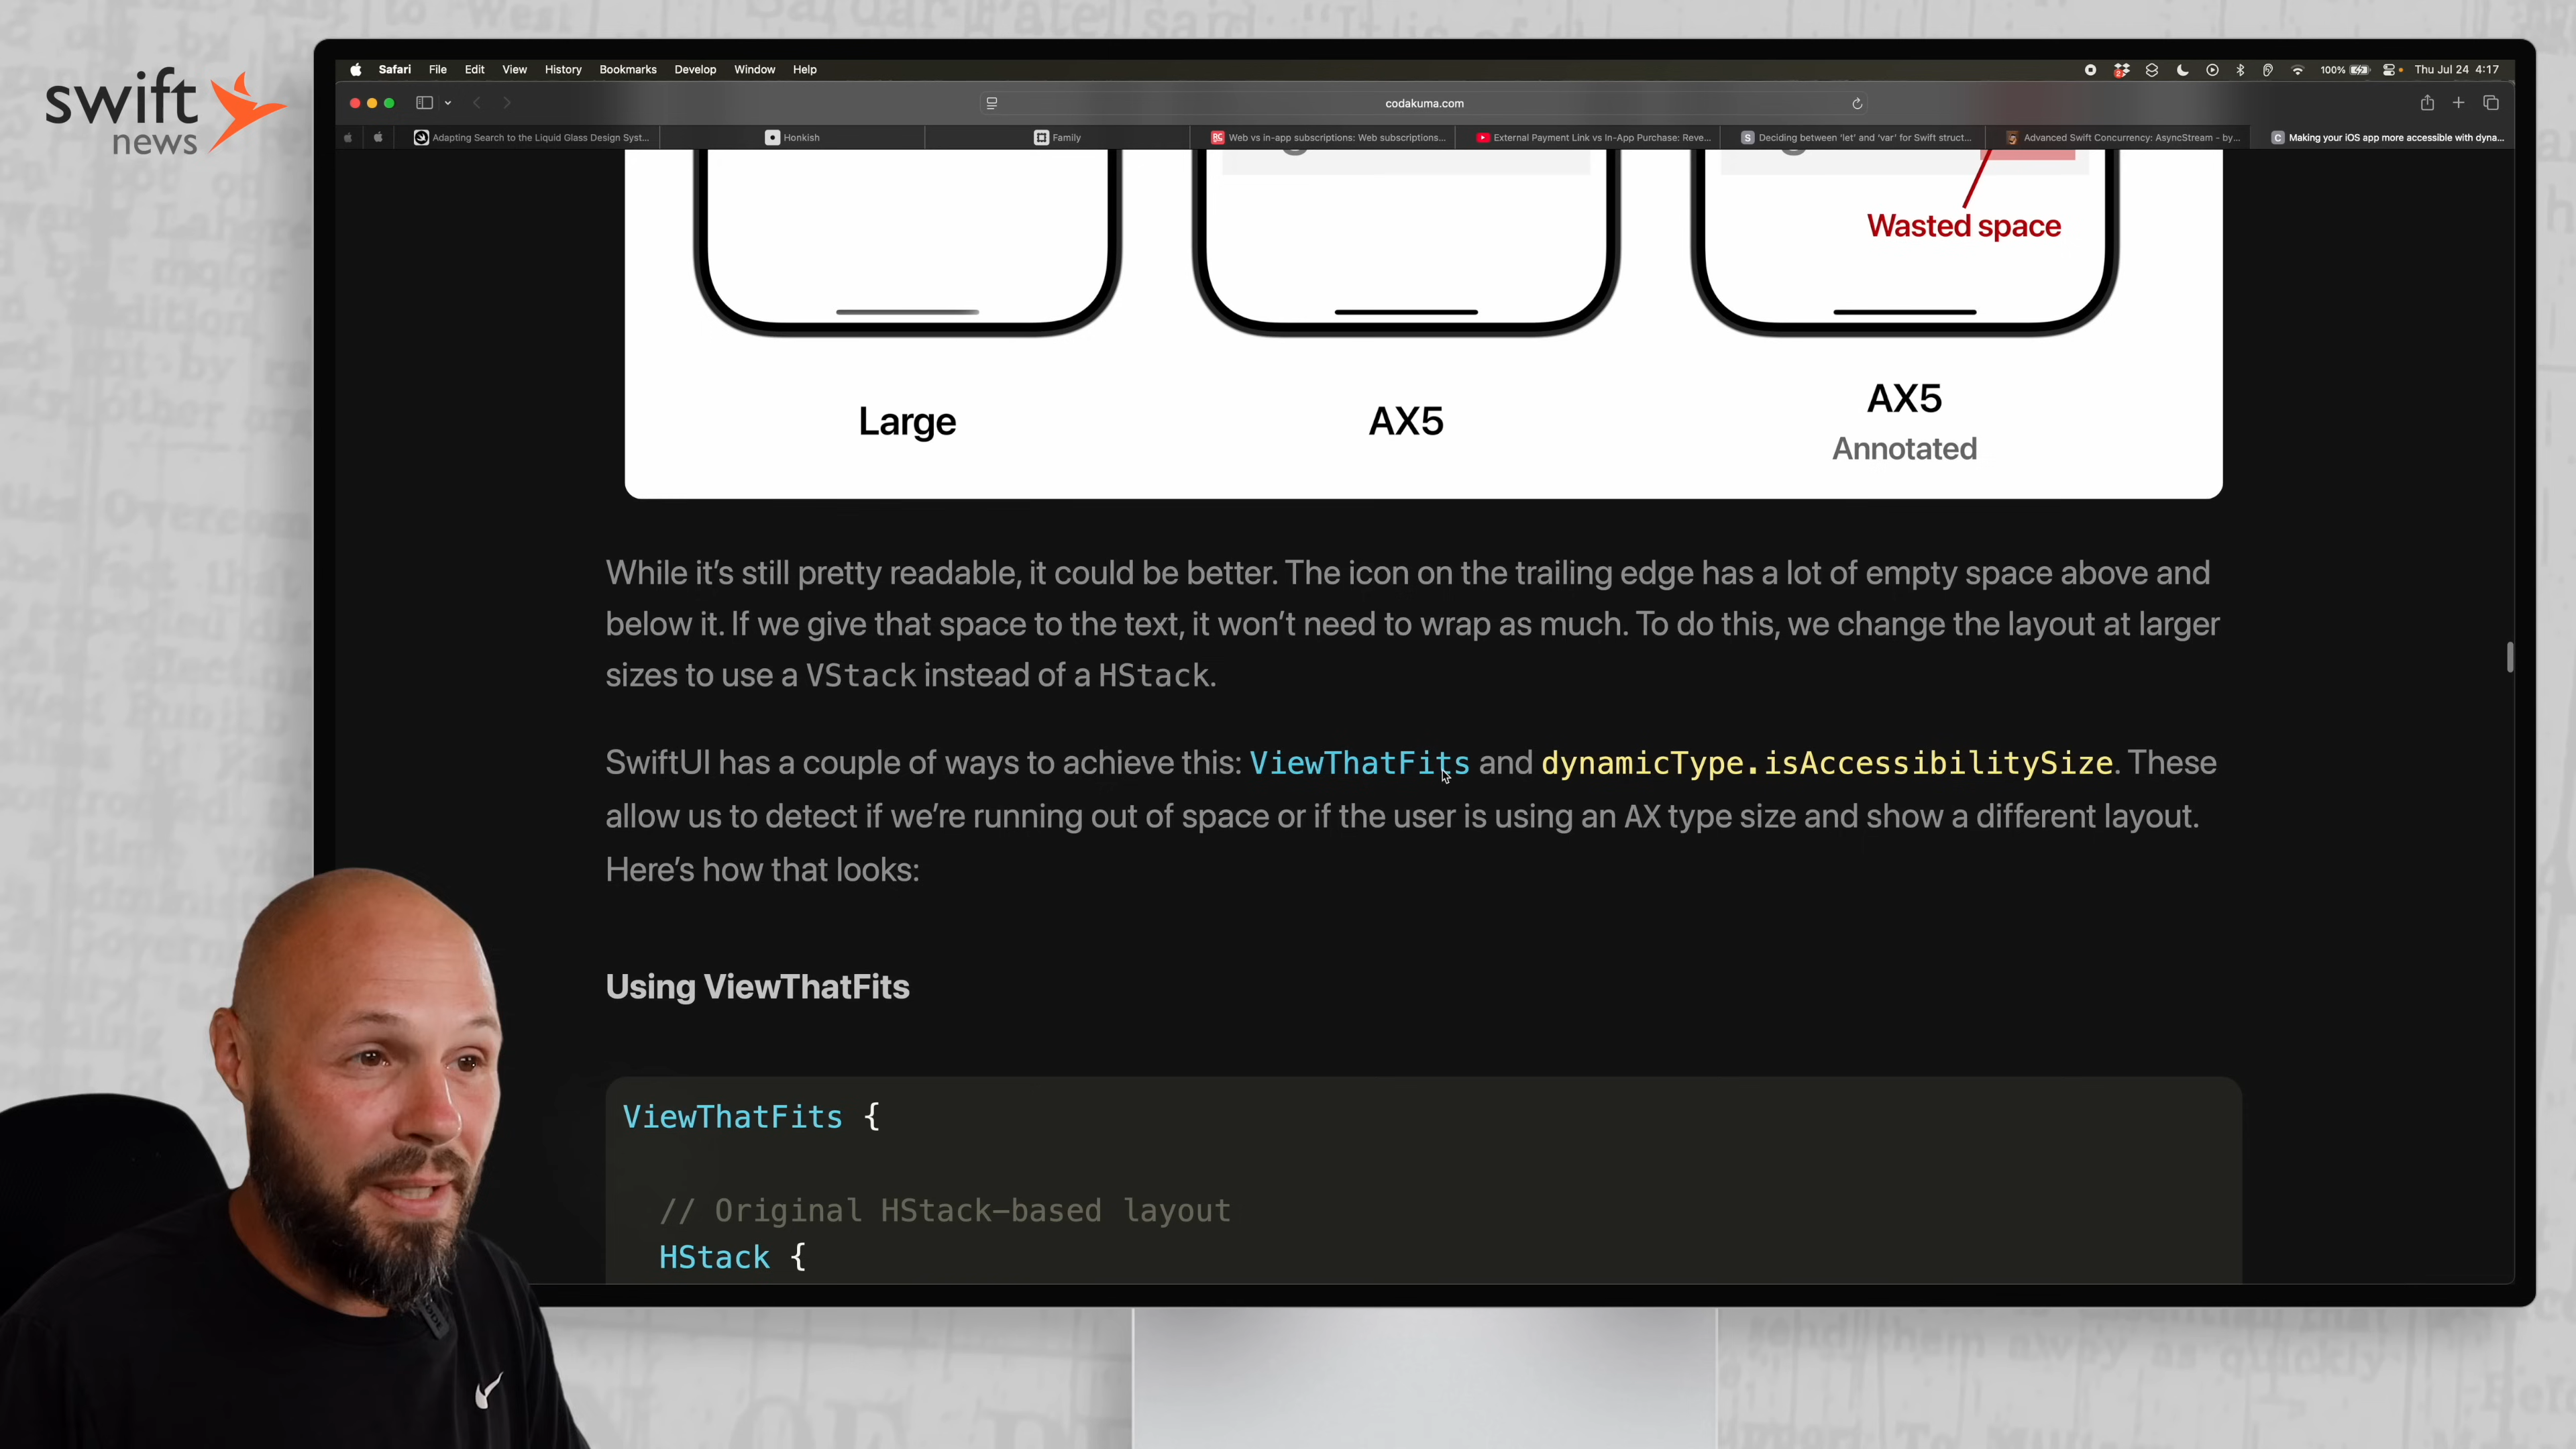 swift
news
Safari File Edit View History Bookmarks Develop Window Help
100% Thu Jul 24 4:17
codakuma.com
Adapting Search to the Liquid Glass Design Syst...
Honkish
Family
Web vs in-app subscriptions: Web subscriptions...
External Payment Link vs In-App Purchase: Reve...
Deciding between 'let' and 'var' for Swift struct...
Advanced Swift Concurrency: AsyncStream - by...
Making your iOS app more accessible with dyna...
Wasted space
Large
AX5
AX5
Annotated
While it's still pretty readable, it could be better. The icon on the trailing edge has a lot of empty space above and
below it. If we give that space to the text, it won't need to wrap as much. To do this, we change the layout at larger
sizes to use a VStack instead of a HStack.
SwiftUI has a couple of ways to achieve this: ViewThatFits and dynamicType.isAccessibilitySize. These
allow us to detect if we're running out of space or if the user is using an AX type size and show a different layout.
Here's how that looks:
Using ViewThatFits
ViewThatFits {
// Original HStack-based layout
HStack {